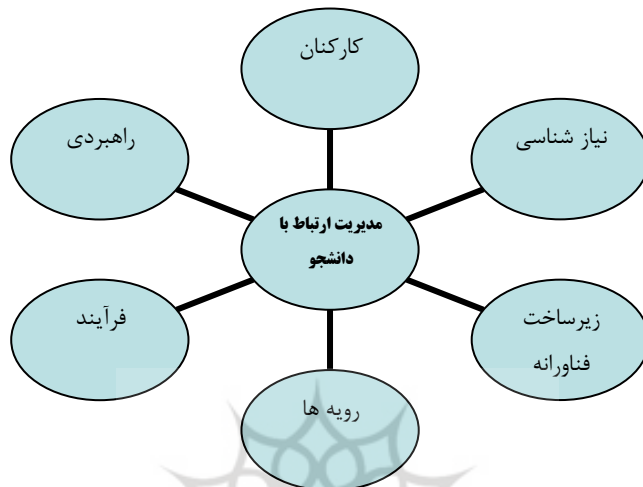 کارکنان
نیاز شناسی
راهبردی
مدیریت ارتباط با
دانشجو
زیرساخت
فناورانه
فرآیند
رویه ها